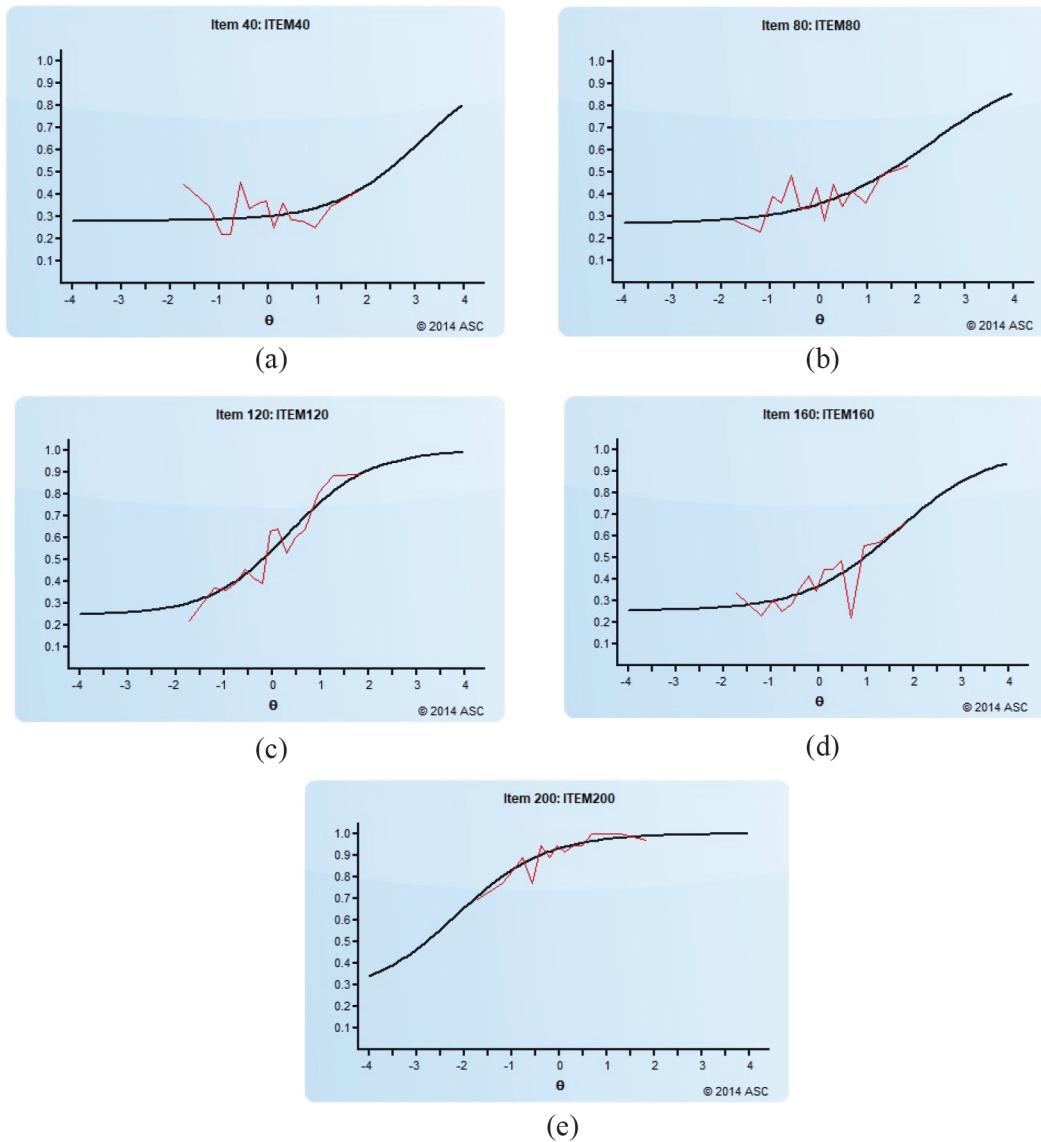 Item 40: ITEM40
1.0
0.9
0.8
0.7
0.6
0.5
0.4
0.3
0.2
0.1
-4 -3 -2 -1 0 1 2 3 4
θ
© 2014 ASC
(a)
Item 80: ITEM80
1.0
0.9
0.8
0.7
0.6
0.5
0.4
0.3
0.2
0.1
-4 -3 -2 -1 0 1 2 3 4
θ
© 2014 ASC
(b)
Item 120: ITEM120
1.0
0.9
0.8
0.7
0.6
0.5
0.4
0.3
0.2
0.1
-4 -3 -2 -1 0 1 2 3 4
θ
© 2014 ASC
(c)
Item 160: ITEM160
1.0
0.9
0.8
0.7
0.6
0.5
0.4
0.3
0.2
0.1
-4 -3 -2 -1 0 1 2 3 4
θ
© 2014 ASC
(d)
Item 200: ITEM200
1.0
0.9
0.8
0.7
0.6
0.5
0.4
0.3
0.2
0.1
-4 -3 -2 -1 0 1 2 3 4
θ
© 2014 ASC
(e)